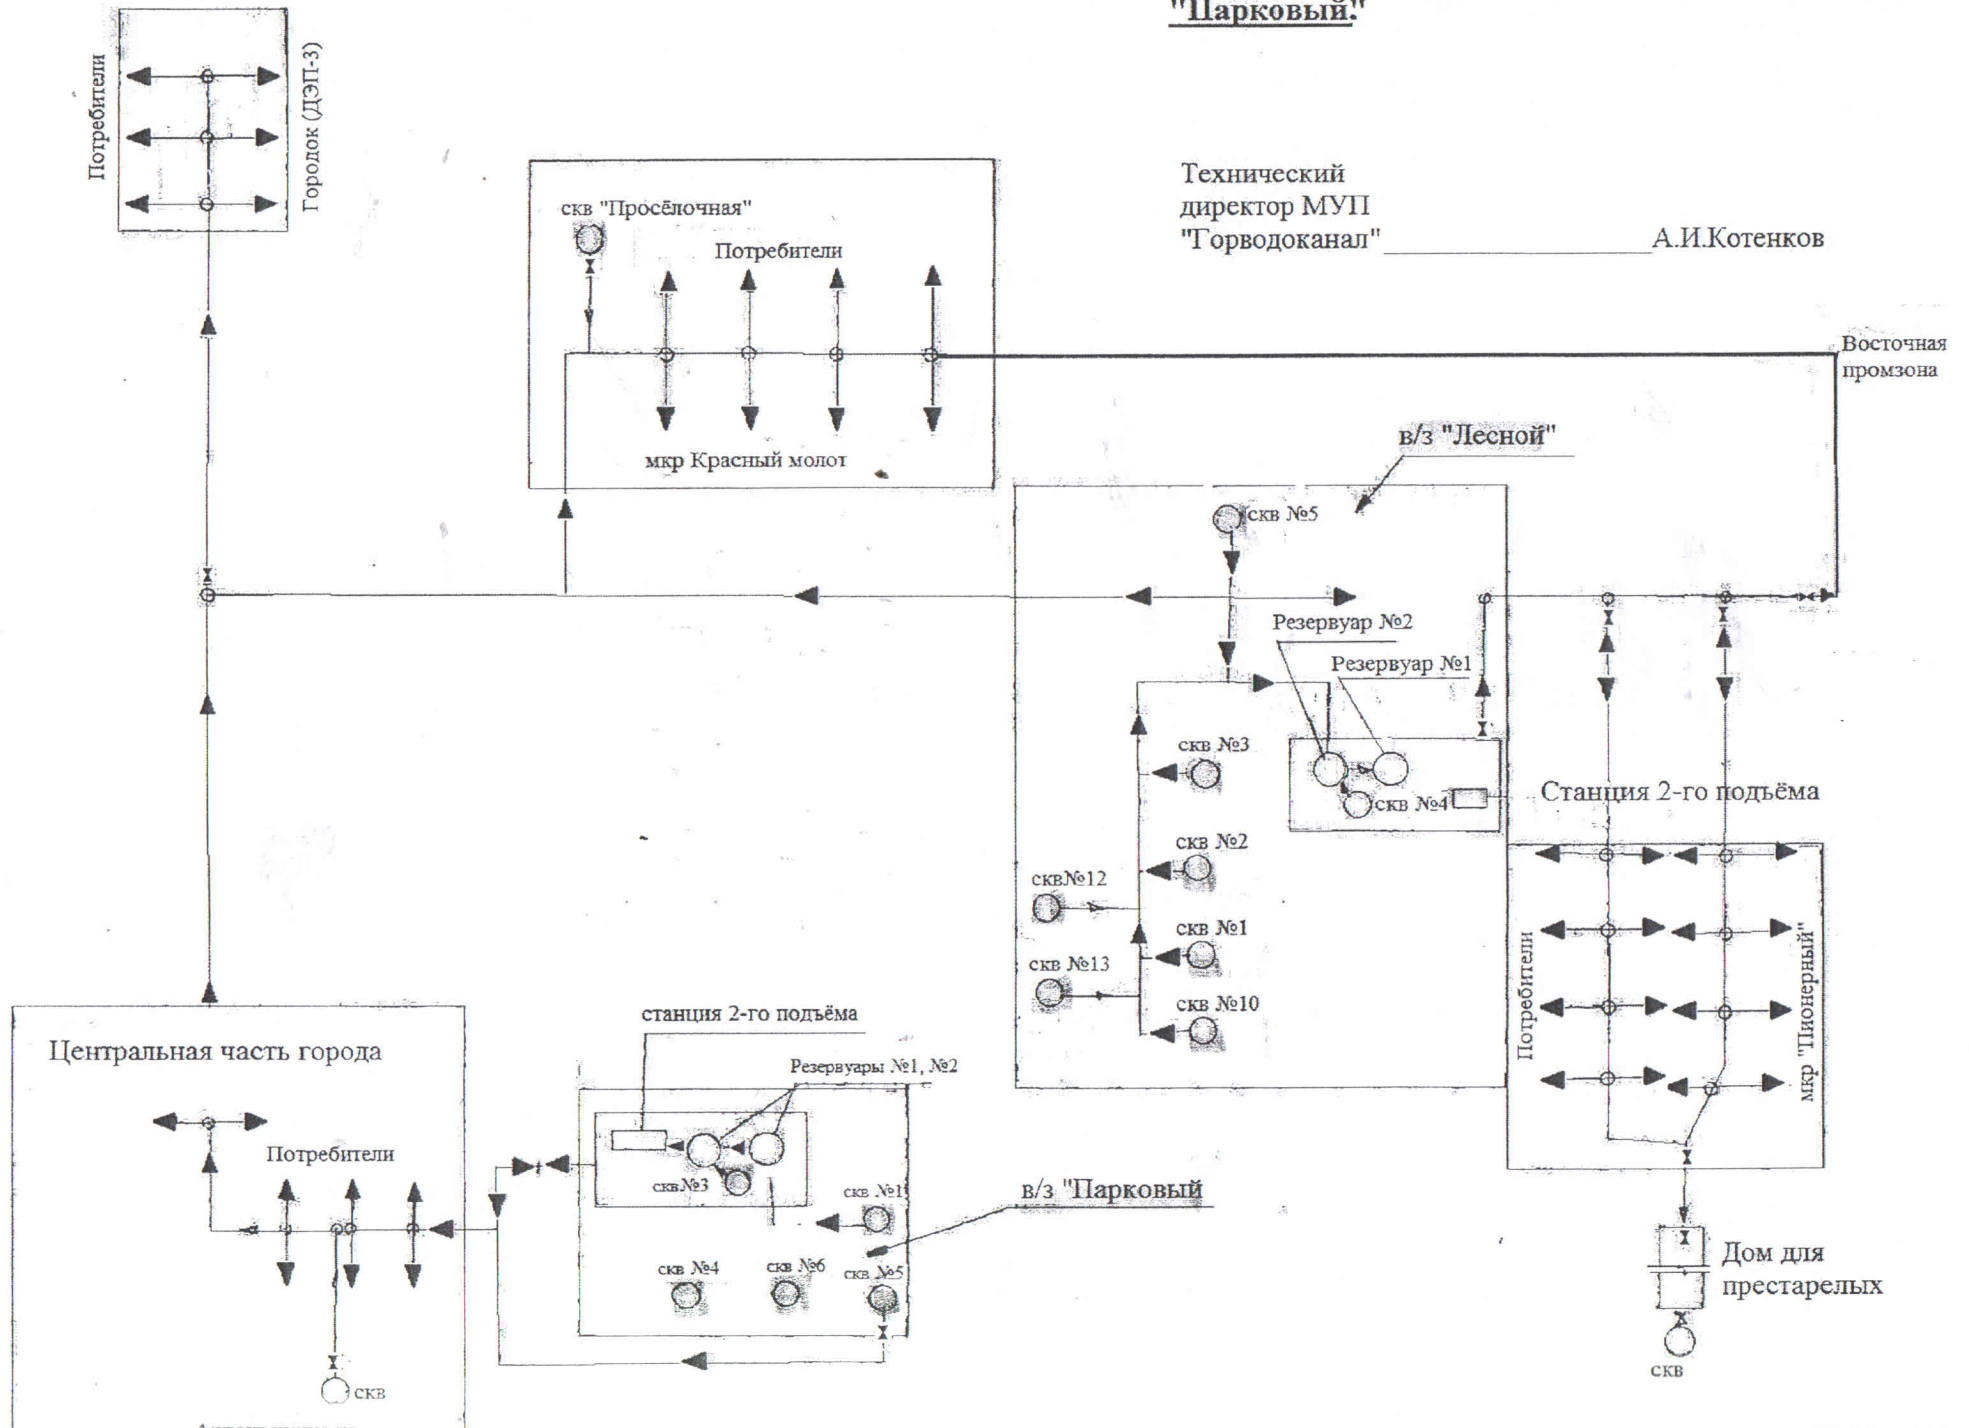 "Парковый."
Потребители
Городок (ДЭП-3)
Технический
директор МУП
"Горводоканал"____________________А.И.Котенков
скв "Просёлочная"
Потребители
мкр Красный молот
Восточная
промзона
в/з "Лесной"
скв №5
Резервуар №2
Резервуар №1
скв №3
скв №4
Станция 2-го подъёма
скв №2
скв№12
скв №1
скв №13
скв №10
Потребители
мкр "Пионерный"
станция 2-го подъёма
Центральная часть города
Резервуары №1, №2
Потребители
скв№3
скв №1
в/з "Парковый
скв №4
скв №6
скв №5
Дом для
престарелых
скв
скв